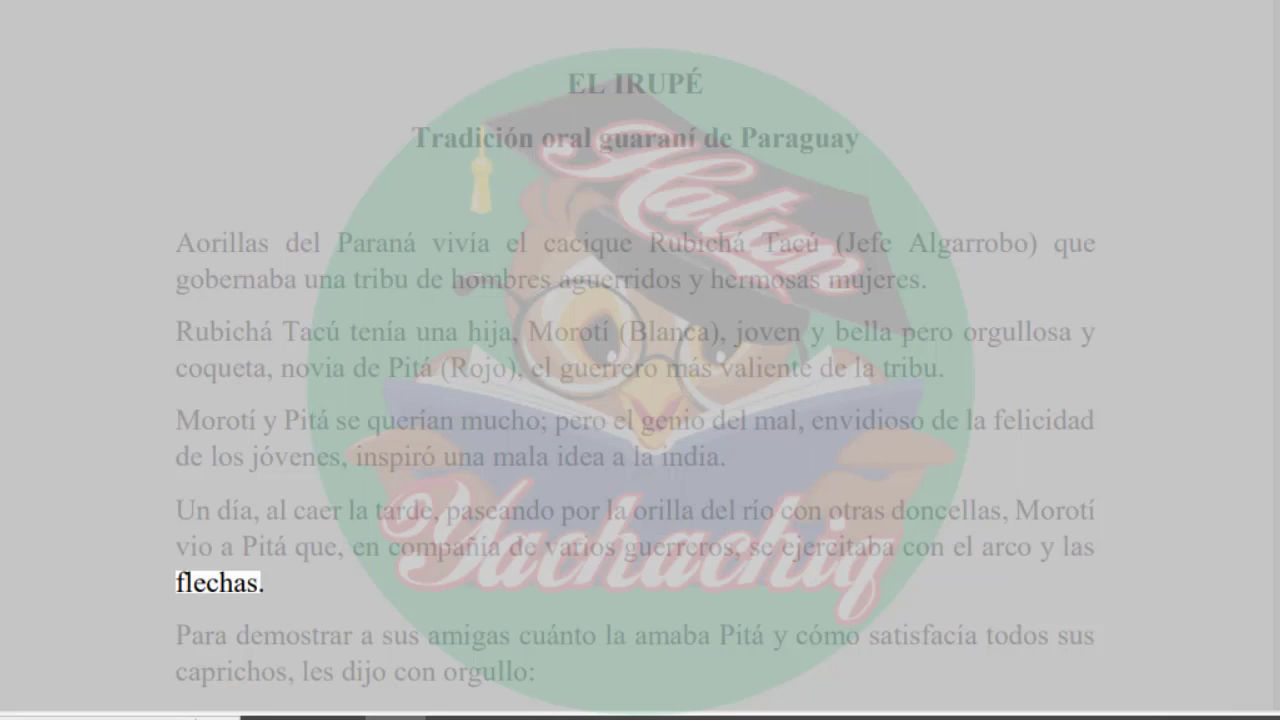 EL IRUPÉ
Tradición oral guaraní de Paraguay
Hatun
Aorillas del Paraná vivía el cacique Rubichá Tacú (Jefe Algarrobo) que
gobernaba una tribu de hombres aguerridos y hermosas mujeres.
Rubichá Tacú tenía una hija, Morotí (Blanca), joven y bella pero orgullosa y
coqueta, novia de Pitá (Rojo), el guerrero más valiente de la tribu.
Morotí y Pitá se querían mucho; pero el genio del mal, envidioso de la felicidad
de los jóvenes, inspiró una mala idea a la india.
Un día, al caer la tarde, paseando por la orilla del río con otras doncellas, Morotí
vio a Pitá que, en compañía de varios guerreros, se ejercitaba con el arco y las
flechas.
Yachachiq
Para demostrar a sus amigas cuánto la amaba Pitá y cómo satisfacía todos sus
caprichos, les dijo con orgullo: